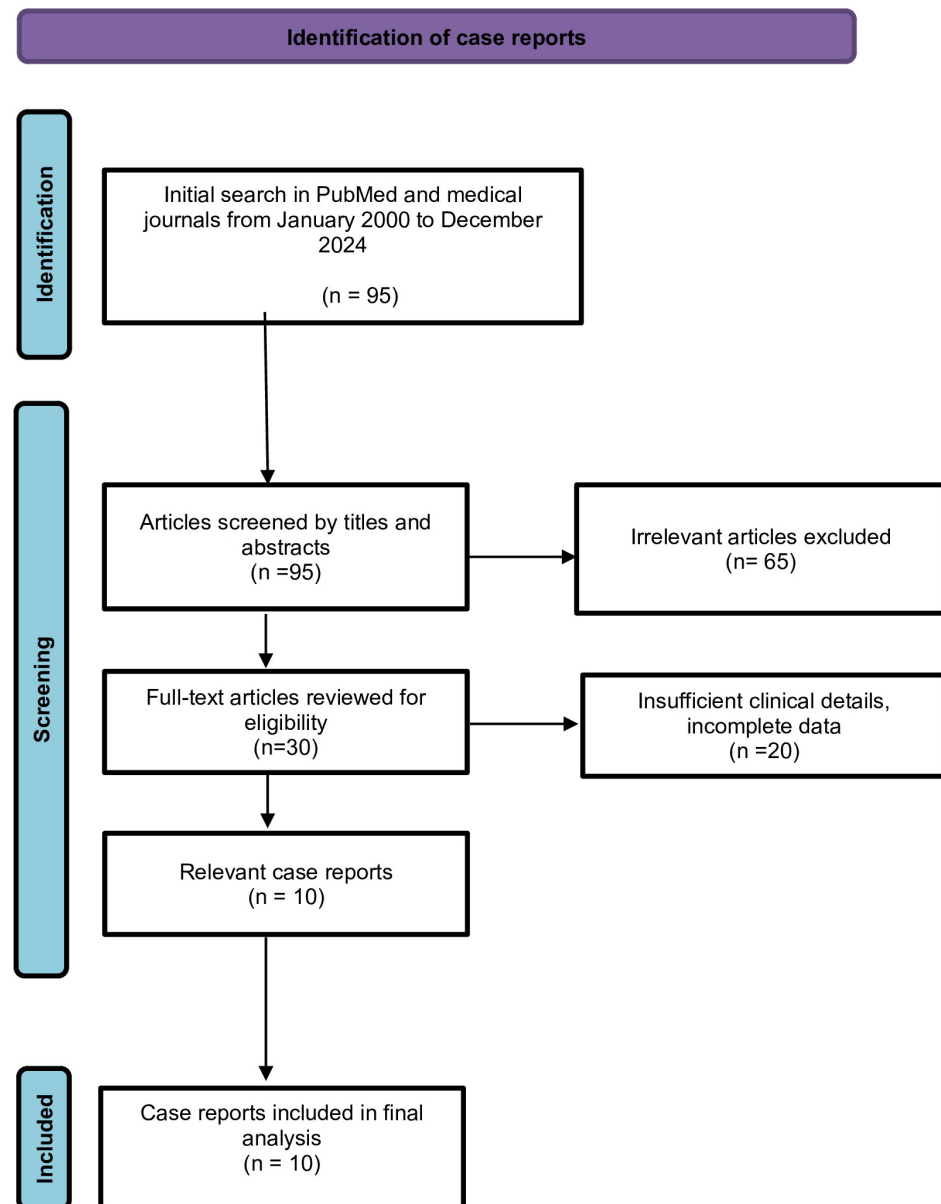 Identification of case reports
Identification
Initial search in PubMed and medical
journals from January 2000 to December
2024
(n = 95)
Screening
Articles screened by titles and
abstracts
(n =95)
Irrelevant articles excluded
(n= 65)
Full-text articles reviewed for
eligibility
(n=30)
Insufficient clinical details,
incomplete data
(n =20)
Relevant case reports
(n = 10)
Included
Case reports included in final
analysis
(n = 10)